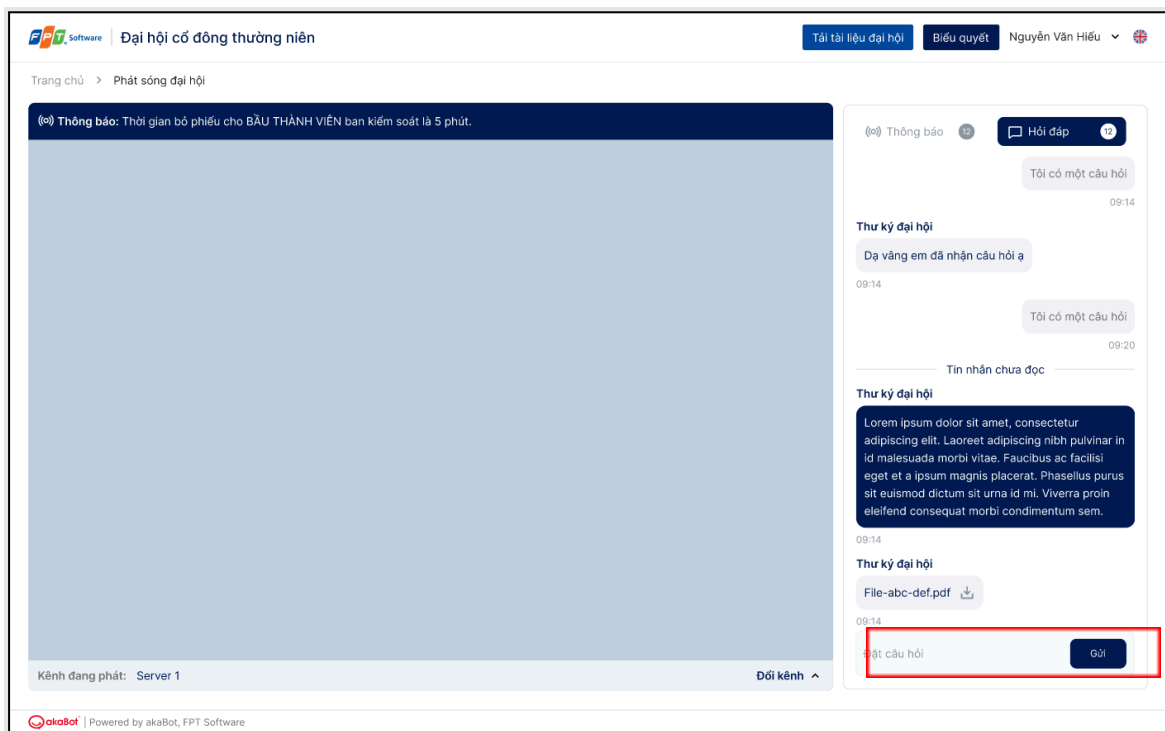 FPT Software
Đại hội cổ đông thường niên
Tải tài liệu đại hội
Biểu quyết
Nguyễn Văn Hiếu
Trang chủ > Phát sóng đại hội
Thông báo: Thời gian bỏ phiếu cho BẦU THÀNH VIÊN ban kiểm soát là 5 phút.
Thông báo 12
Hỏi đáp 12
Tôi có một câu hỏi
09:14
Thư ký đại hội
Dạ vâng em đã nhận câu hỏi ạ
09:14
Tôi có một câu hỏi
09:20
Tin nhắn chưa đọc
Thư ký đại hội
Lorem ipsum dolor sit amet, consectetur
adipiscing elit. Laoreet adipiscing nibh pulvinar in
id malesuada morbi vitae. Faucibus ac facilisi
eget et a ipsum magnis placerat. Phasellus purus
sit euismod dictum sit urna id mi. Viverra proin
eleifend consequat morbi condimentum sem.
09:14
Thư ký đại hội
File-abc-def.pdf
09:14
Đặt câu hỏi
Gửi
Kênh đang phát: Server 1
Đổi kênh
akaBot | Powered by akaBot, FPT Software